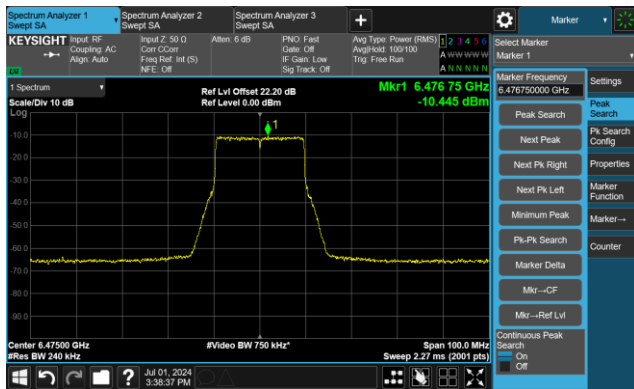 Spectrum Analyzer 1
Swept SA
Spectrum Analyzer 2
Swept SA
Spectrum Analyzer 3
Swept SA
Marker
KEYSIGHT
Input: RF
Coupling: AC
Align: Auto
Input Z: 50 Ω
Corr CCorr
Freq Ref: Int (S)
NFE: Off
Atten: 6 dB
PNO: Fast
Gate: Off
IF Gain: Low
Sig Track: Off
Avg Type: Power (RMS)
Avg|Hold: 100/100
Trig: Free Run
1 2 3 4 5 6
A W W W W W
A N N N N N
Select Marker
Marker 1
1 Spectrum
Scale/Div 10 dB
Log
Ref Lvl Offset 22.20 dB
Ref Level 0.00 dBm
Mkr1 6.476 75 GHz
-10.445 dBm
1
-10.0
-20.0
-30.0
-40.0
-50.0
-60.0
-70.0
-80.0
-90.0
Center 6.47500 GHz
#Res BW 240 kHz
#Video BW 750 kHz*
Span 100.0 MHz
Sweep 2.27 ms (2001 pts)
Marker Frequency
6.476750000 GHz
Peak Search
Next Peak
Next Pk Right
Next Pk Left
Minimum Peak
Pk-Pk Search
Marker Delta
Mkr→CF
Mkr→Ref Lvl
Continuous Peak
Search
On
Off
Settings
Peak
Search
Pk Search
Config
Properties
Marker
Function
Marker→
Counter
?
Jul 01, 2024
3:38:37 PM